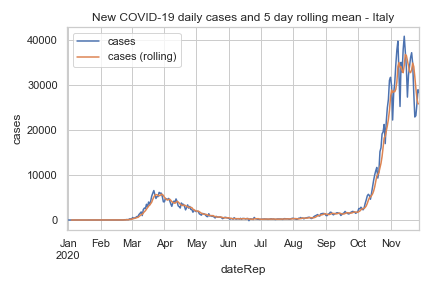 New COVID-19 daily cases and 5 day rolling mean - Italy
cases
cases (rolling)
40000
30000
20000
10000
0
cases
Jan Feb Mar Apr May Jun Jul Aug Sep Oct Nov
2020
dateRep